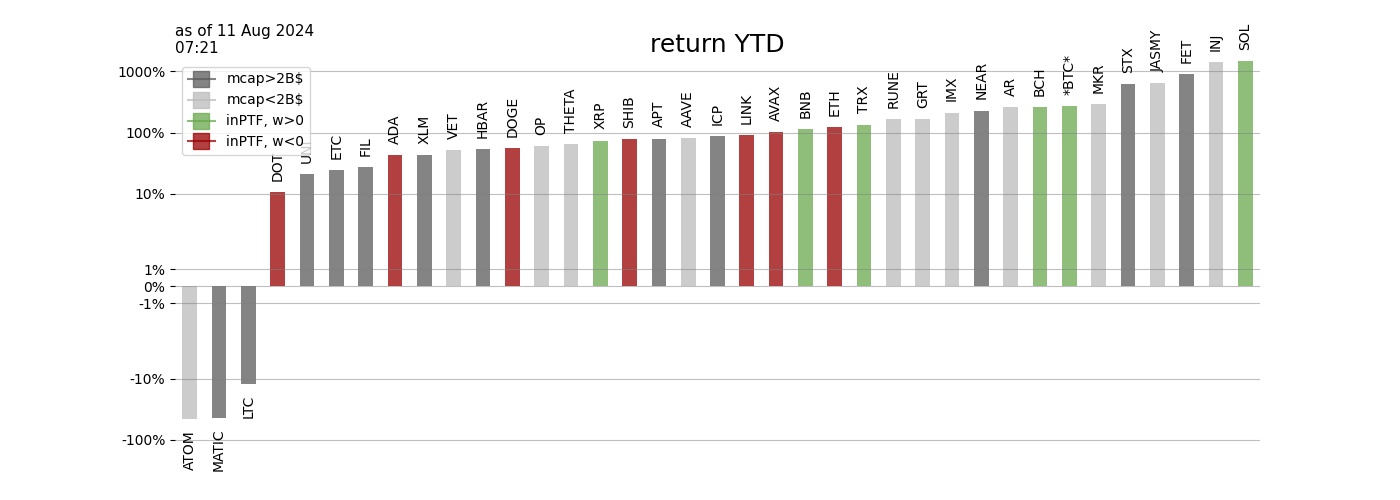 as of 11 Aug 2024
07:21
return YTD
mcap>2B$
mcap<2B$
inPTF, w>0
inPTF, w<0
1000%
100%
10%
1%
0%
-1%
-10%
-100%
ATOM
MATIC
LTC
DOT
UNI
ETC
FIL
ADA
XLM
VET
HBAR
DOGE
OP
THETA
XRP
SHIB
APT
AAVE
ICP
LINK
AVAX
BNB
ETH
TRX
RUNE
GRT
IMX
NEAR
AR
BCH
*BTC*
MKR
STX
JASMY
FET
INJ
SOL